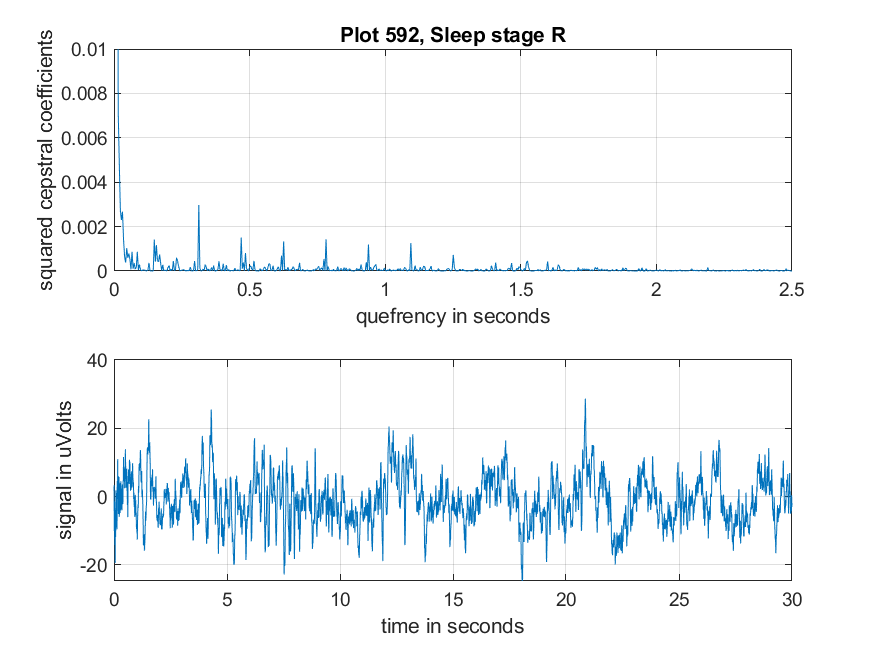 Plot 592, Sleep stage R
squared cepstral coefficients
0.01
0.008
0.006
0.004
0.002
0
0 0.5 1 1.5 2 2.5
quefrency in seconds
signal in uVolts
40
20
0
-20
0 5 10 15 20 25 30
time in seconds